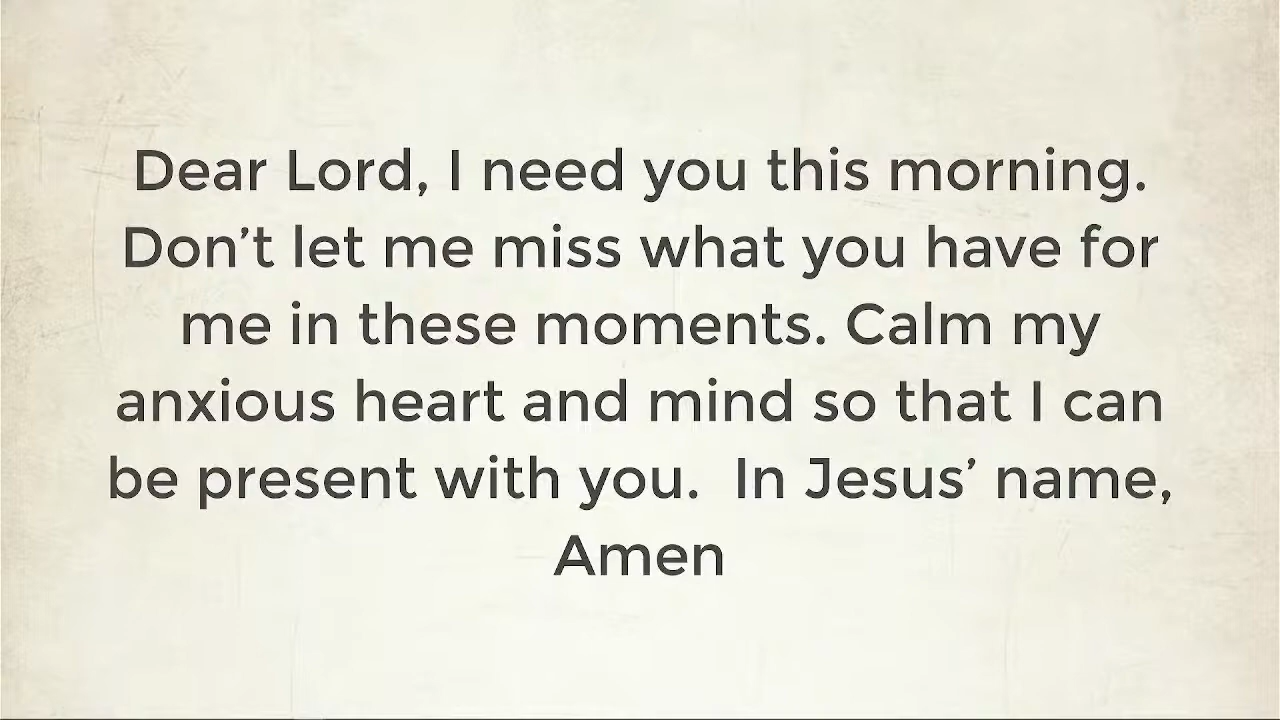 Dear Lord, I need you this morning.
Don’t let me miss what you have for
me in these moments. Calm my
anxious heart and mind so that I can
be present with you.  In Jesus’ name,
Amen